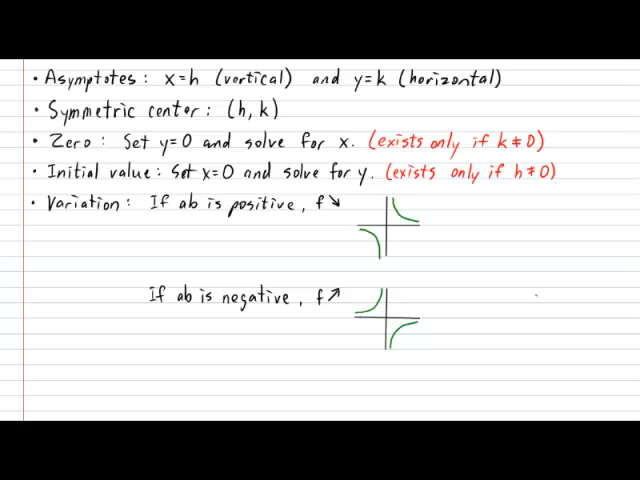 • Asymptotes: x=h (vertical) and y=k (horizontal)
• Symmetric center: (h, k)
• Zero: Set y=0 and solve for x. (exists only if k≠0)
• Initial value: Set x=0 and solve for y. (exists only if h≠0)
• Variation: If ab is positive, f↘
If ab is negative, f↗